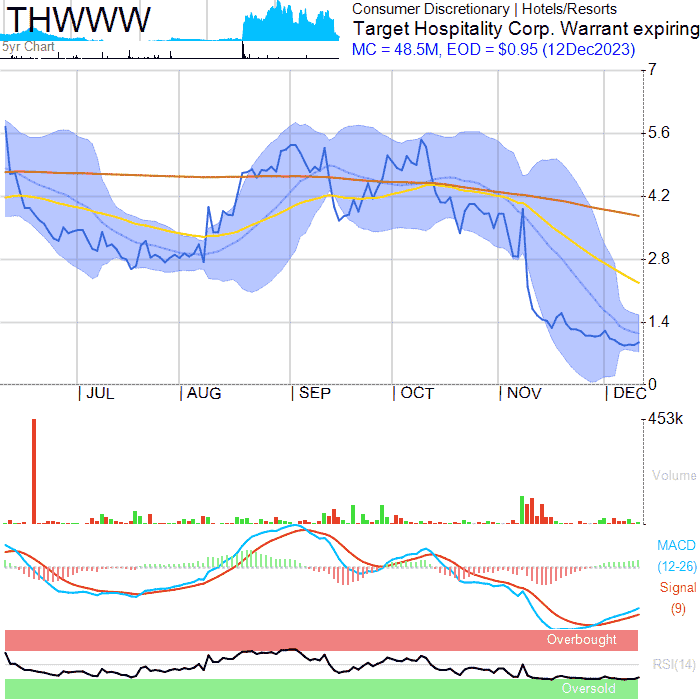 THWWW
5yr Chart
Consumer Discretionary | Hotels/Resorts
Target Hospitality Corp. Warrant expiring
MC = 48.5M, EOD = $0.95 (12Dec2023)
7
5.6
4.2
2.8
1.4
0
JUL
AUG
SEP
OCT
NOV
DEC
453k
Volume
MACD
(12-26)
Signal
(9)
Overbought
RSI(14)
Oversold